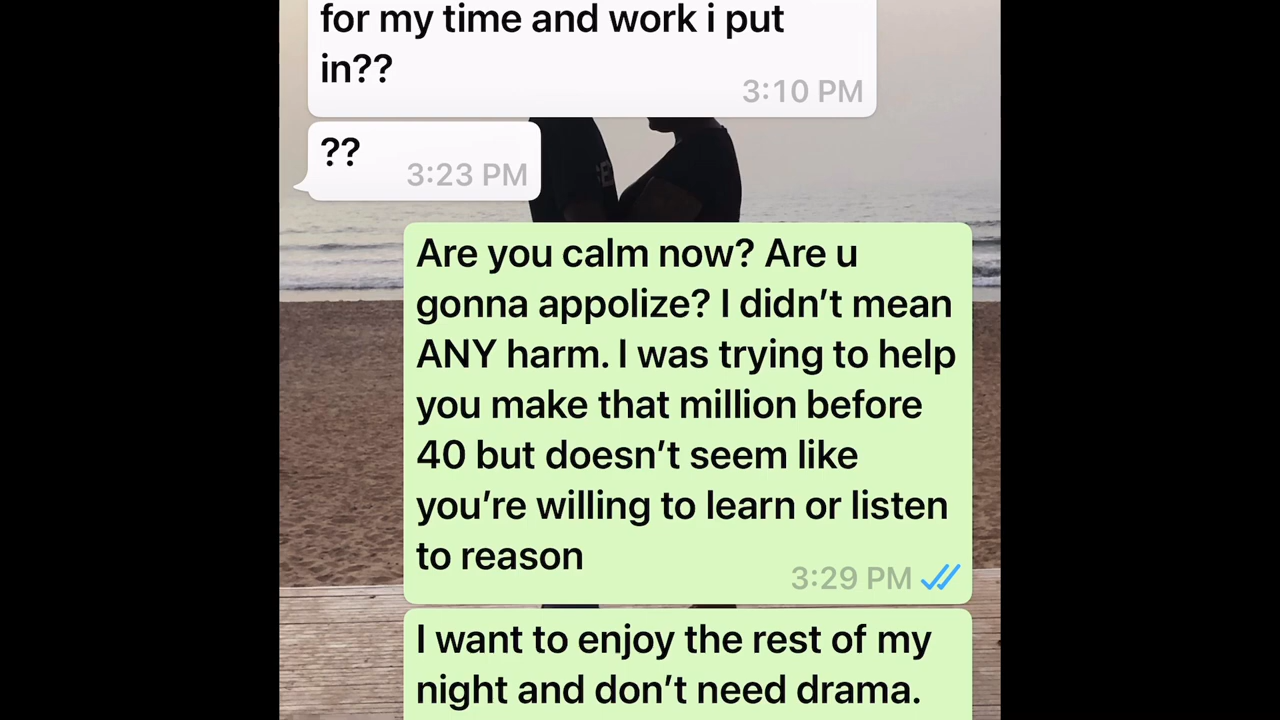 for my time and work i put
in??
3:10 PM
??
3:23 PM
Are you calm now? Are u
gonna appolize? I didn’t mean
ANY harm. I was trying to help
you make that million before
40 but doesn’t seem like
you’re willing to learn or listen
to reason
3:29 PM
I want to enjoy the rest of my
night and don’t need drama.